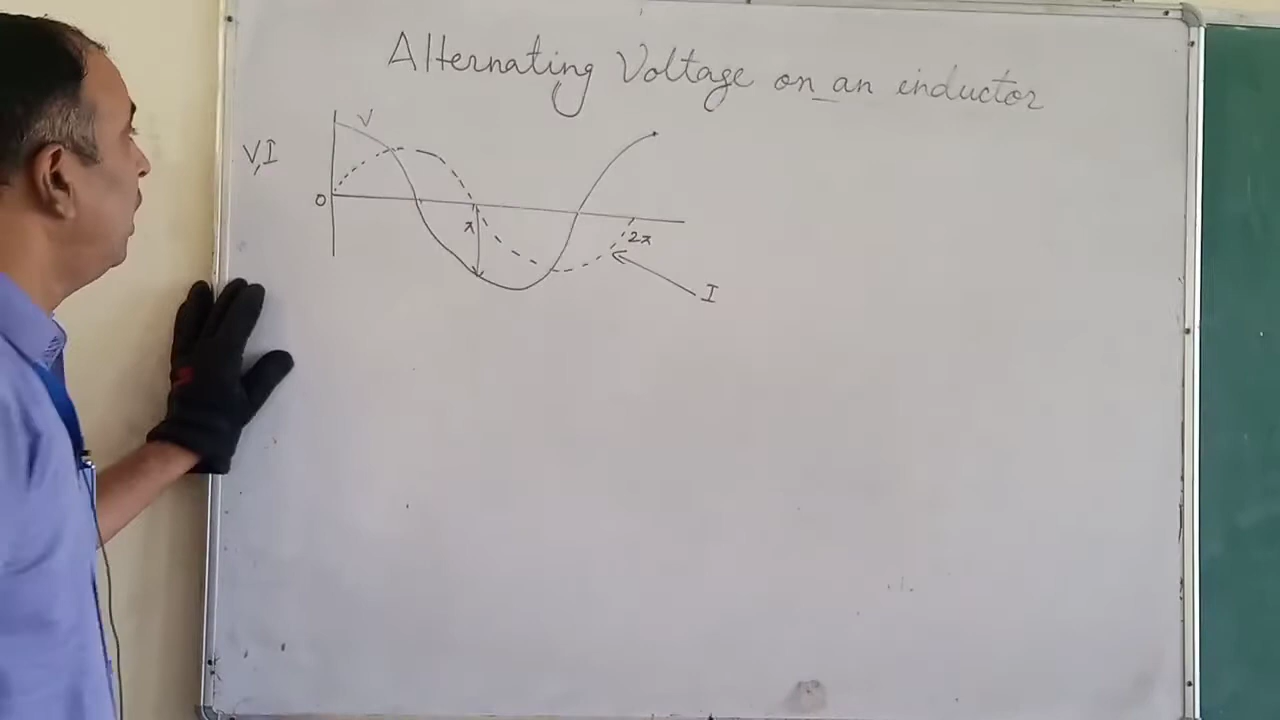 Alternating Voltage on an inductor
V
V,I
0
π
2π
I